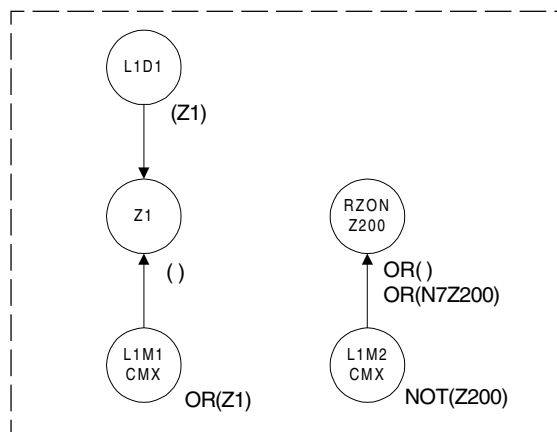 L1D1
(Z1)
Z1
( )
L1M1
CMX
OR(Z1)
RZON
Z200
OR( )
OR(N7Z200)
L1M2
CMX
NOT(Z200)